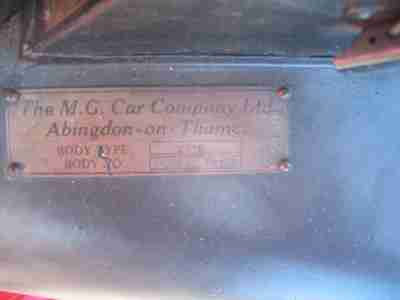 The M.G. Car Company Ltd.
Abingdon-on-Thames
BODY TYPE
BODY NO.